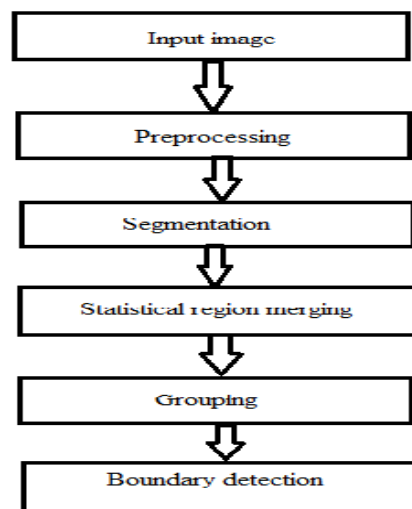 Input image
Preprocessing
Segmentation
Statistical region merging
Grouping
Boundary detection